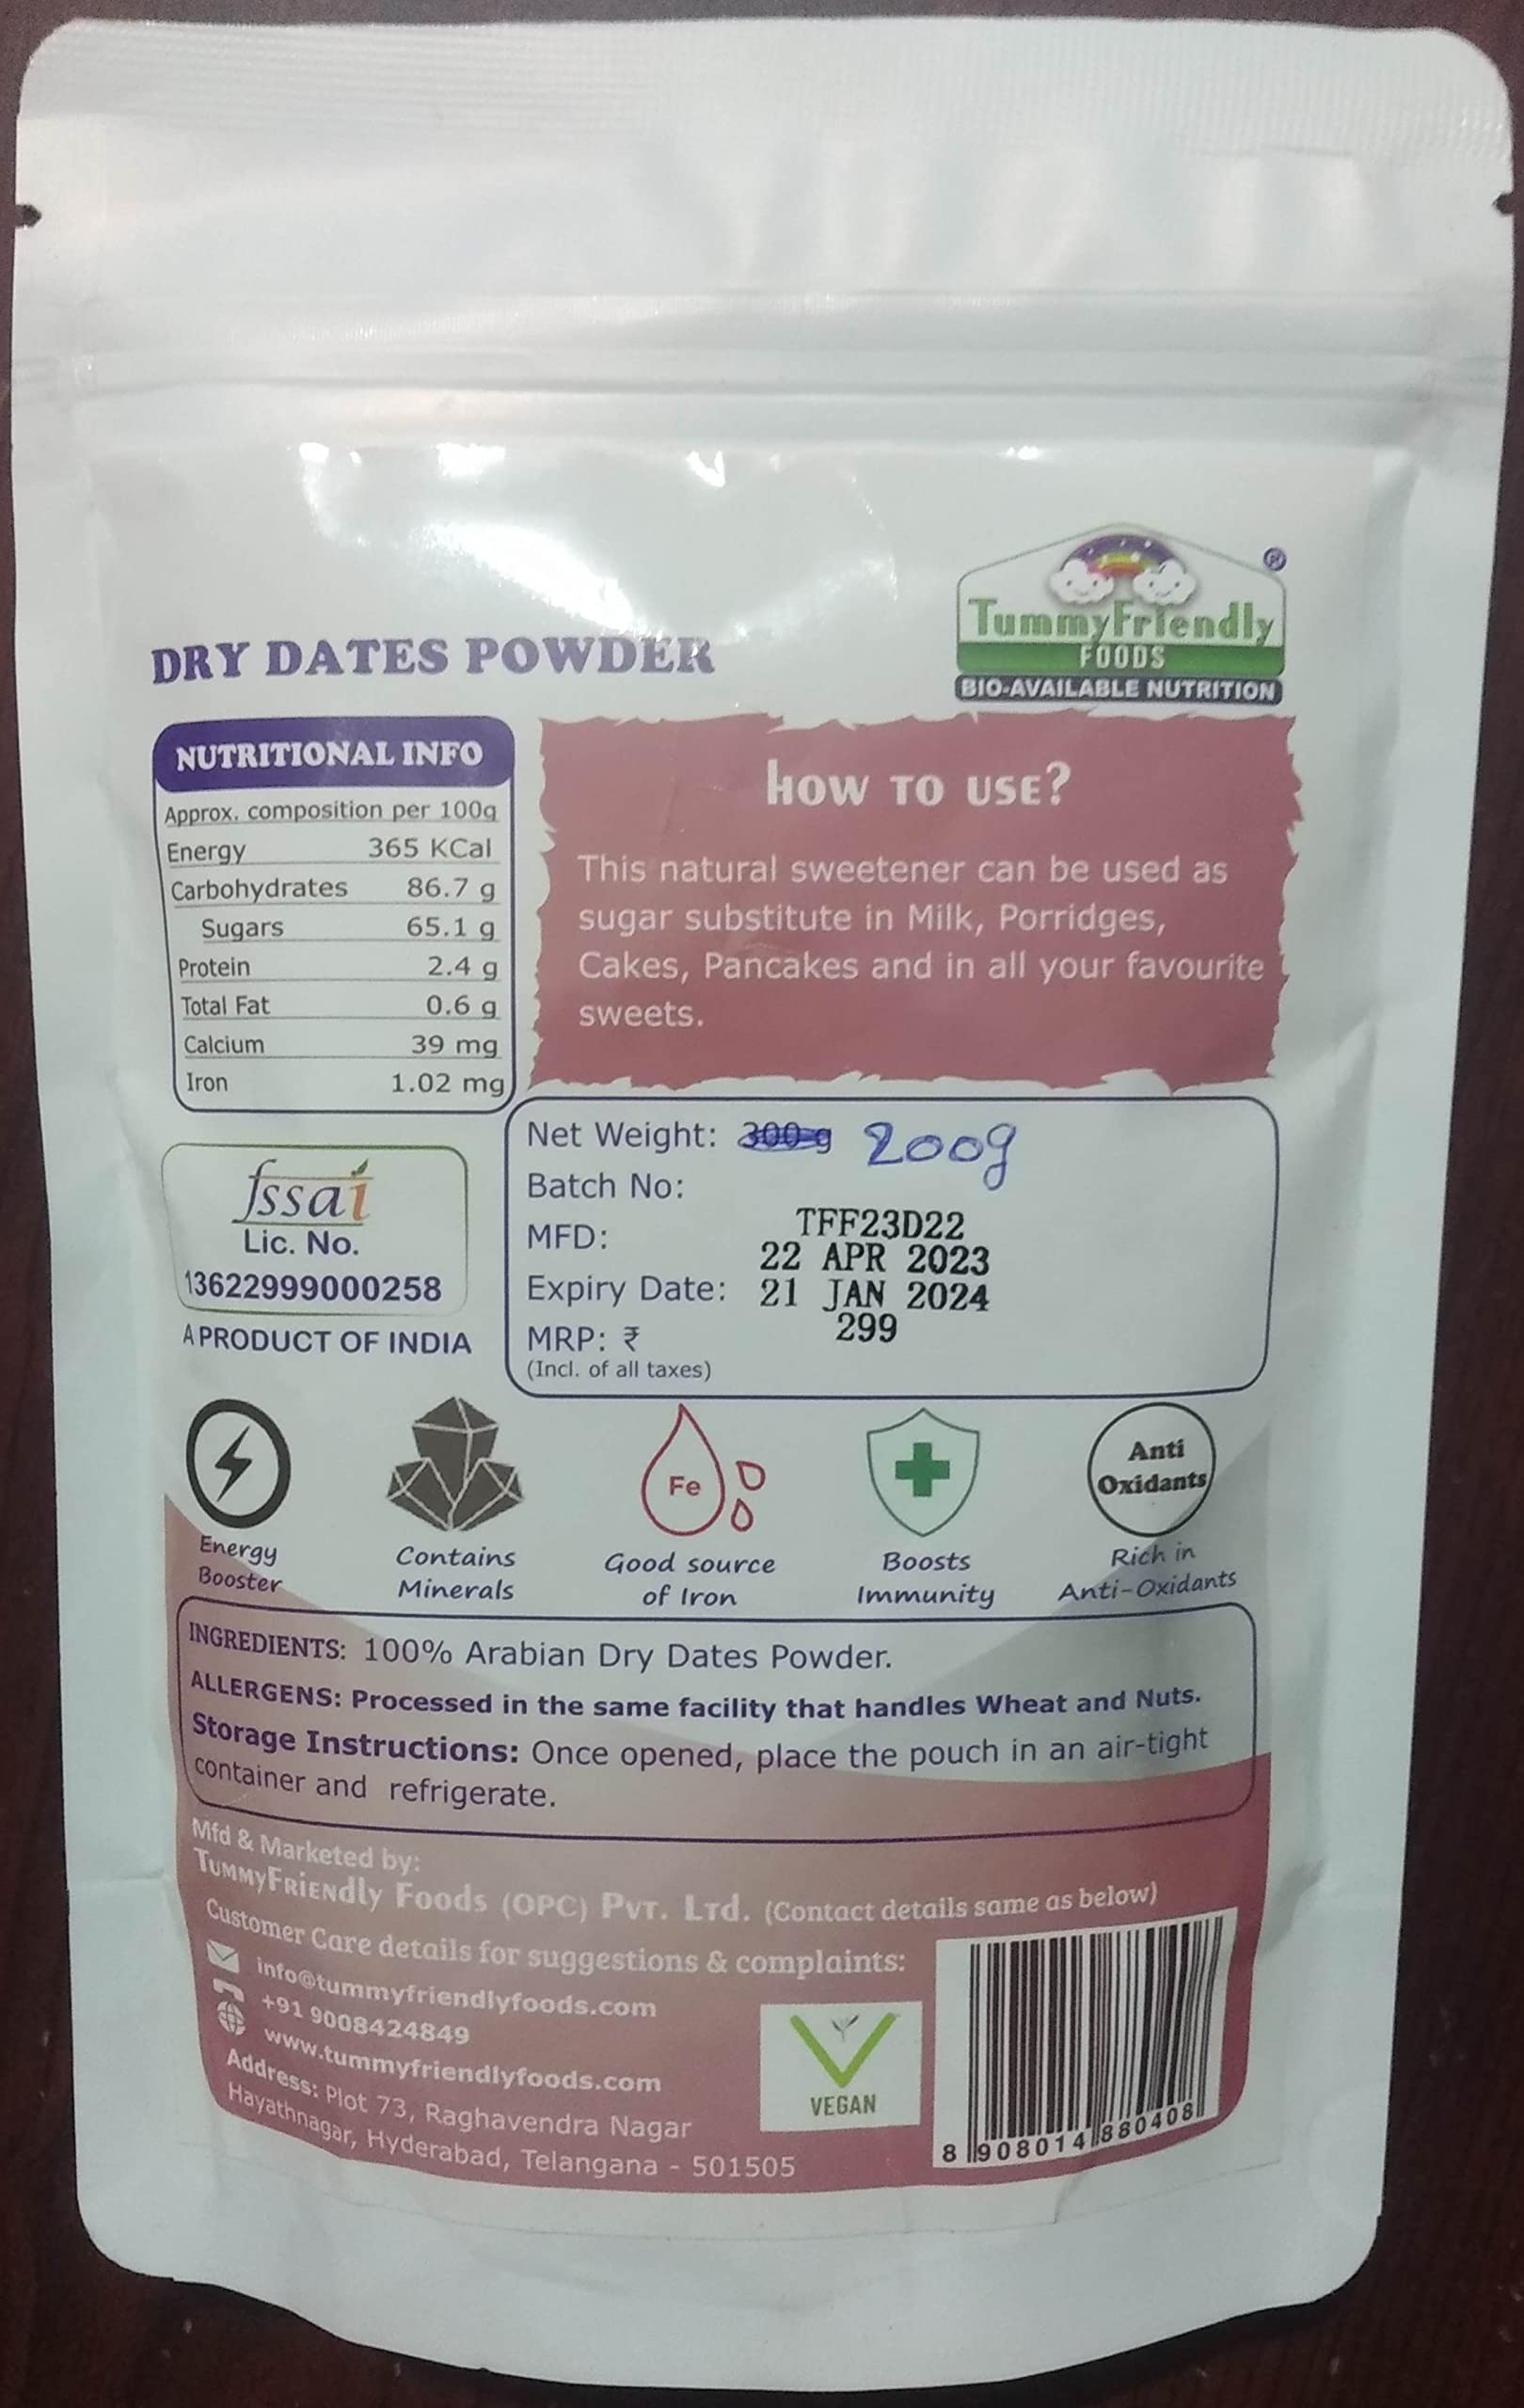 TummyFriendly
FOODS
BIO-AVAILABLE NUTRITION
DRY DATES POWDER
NUTRITIONAL INFO
Approx. composition per 100g
Energy 365 KCal
Carbohydrates 86.7 g
Sugars 65.1 g
Protein 2.4 g
Total Fat 0.6 g
Calcium 39 mg
Iron 1.02 mg
HOW TO USE?
This natural sweetener can be used as
sugar substitute in Milk, Porridges,
Cakes, Pancakes and in all your favourite
sweets.
Net Weight: 300 g 200g
Batch No: TFF23D22
MFD: 22 APR 2023
Expiry Date: 21 JAN 2024
MRP: ₹ 299
(Incl. of all taxes)
fssai
Lic. No.
13622999000258
A PRODUCT OF INDIA
Fe
Anti
Oxidants
Energy
Booster
Contains
Minerals
Good source
of Iron
Boosts
Immunity
Rich in
Anti-Oxidants
INGREDIENTS: 100% Arabian Dry Dates Powder.
ALLERGENS: Processed in the same facility that handles Wheat and Nuts.
Storage Instructions: Once opened, place the pouch in an air-tight
container and refrigerate.
Mfd & Marketed by:
TummyFriendly Foods (OPC) Pvt. Ltd. (Contact details same as below)
Customer Care details for suggestions & complaints:
info@tummyfriendlyfoods.com
+91 9008424849
www.tummyfriendlyfoods.com
Address: Plot 73, Raghavendra Nagar
Hayathnagar, Hyderabad, Telangana - 501505
VEGAN
8 908014 880408